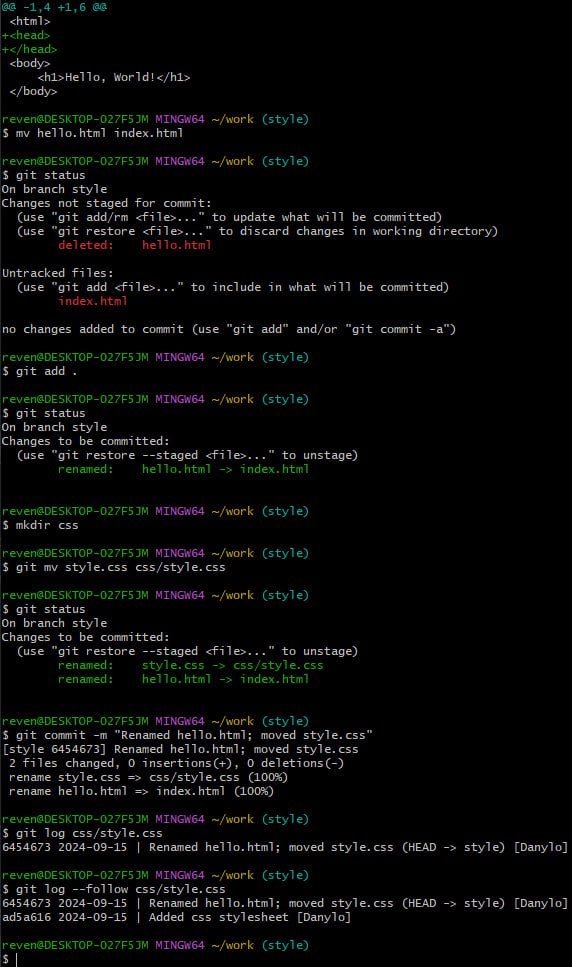 @@ -1,4 +1,6 @@
 <html>
+<head>
+</head>
 <body>
     <h1>Hello, World!</h1>
 </body>
reven@DESKTOP-027F5JM MINGW64 ~/work (style)
$ mv hello.html index.html
reven@DESKTOP-027F5JM MINGW64 ~/work (style)
$ git status
On branch style
Changes not staged for commit:
  (use "git add/rm <file>..." to update what will be committed)
  (use "git restore <file>..." to discard changes in working directory)
        deleted:    hello.html
Untracked files:
  (use "git add <file>..." to include in what will be committed)
        index.html
no changes added to commit (use "git add" and/or "git commit -a")
reven@DESKTOP-027F5JM MINGW64 ~/work (style)
$ git add .
reven@DESKTOP-027F5JM MINGW64 ~/work (style)
$ git status
On branch style
Changes to be committed:
  (use "git restore --staged <file>..." to unstage)
        renamed:    hello.html -> index.html
reven@DESKTOP-027F5JM MINGW64 ~/work (style)
$ mkdir css
reven@DESKTOP-027F5JM MINGW64 ~/work (style)
$ git mv style.css css/style.css
reven@DESKTOP-027F5JM MINGW64 ~/work (style)
$ git status
On branch style
Changes to be committed:
  (use "git restore --staged <file>..." to unstage)
        renamed:    style.css -> css/style.css
        renamed:    hello.html -> index.html
reven@DESKTOP-027F5JM MINGW64 ~/work (style)
$ git commit -m "Renamed hello.html; moved style.css"
[style 6454673] Renamed hello.html; moved style.css
 2 files changed, 0 insertions(+), 0 deletions(-)
 rename style.css => css/style.css (100%)
 rename hello.html => index.html (100%)
reven@DESKTOP-027F5JM MINGW64 ~/work (style)
$ git log css/style.css
6454673 2024-09-15 | Renamed hello.html; moved style.css (HEAD -> style) [Danylo]
reven@DESKTOP-027F5JM MINGW64 ~/work (style)
$ git log --follow css/style.css
6454673 2024-09-15 | Renamed hello.html; moved style.css (HEAD -> style) [Danylo]
ad5a616 2024-09-15 | Added css stylesheet [Danylo]
reven@DESKTOP-027F5JM MINGW64 ~/work (style)
$